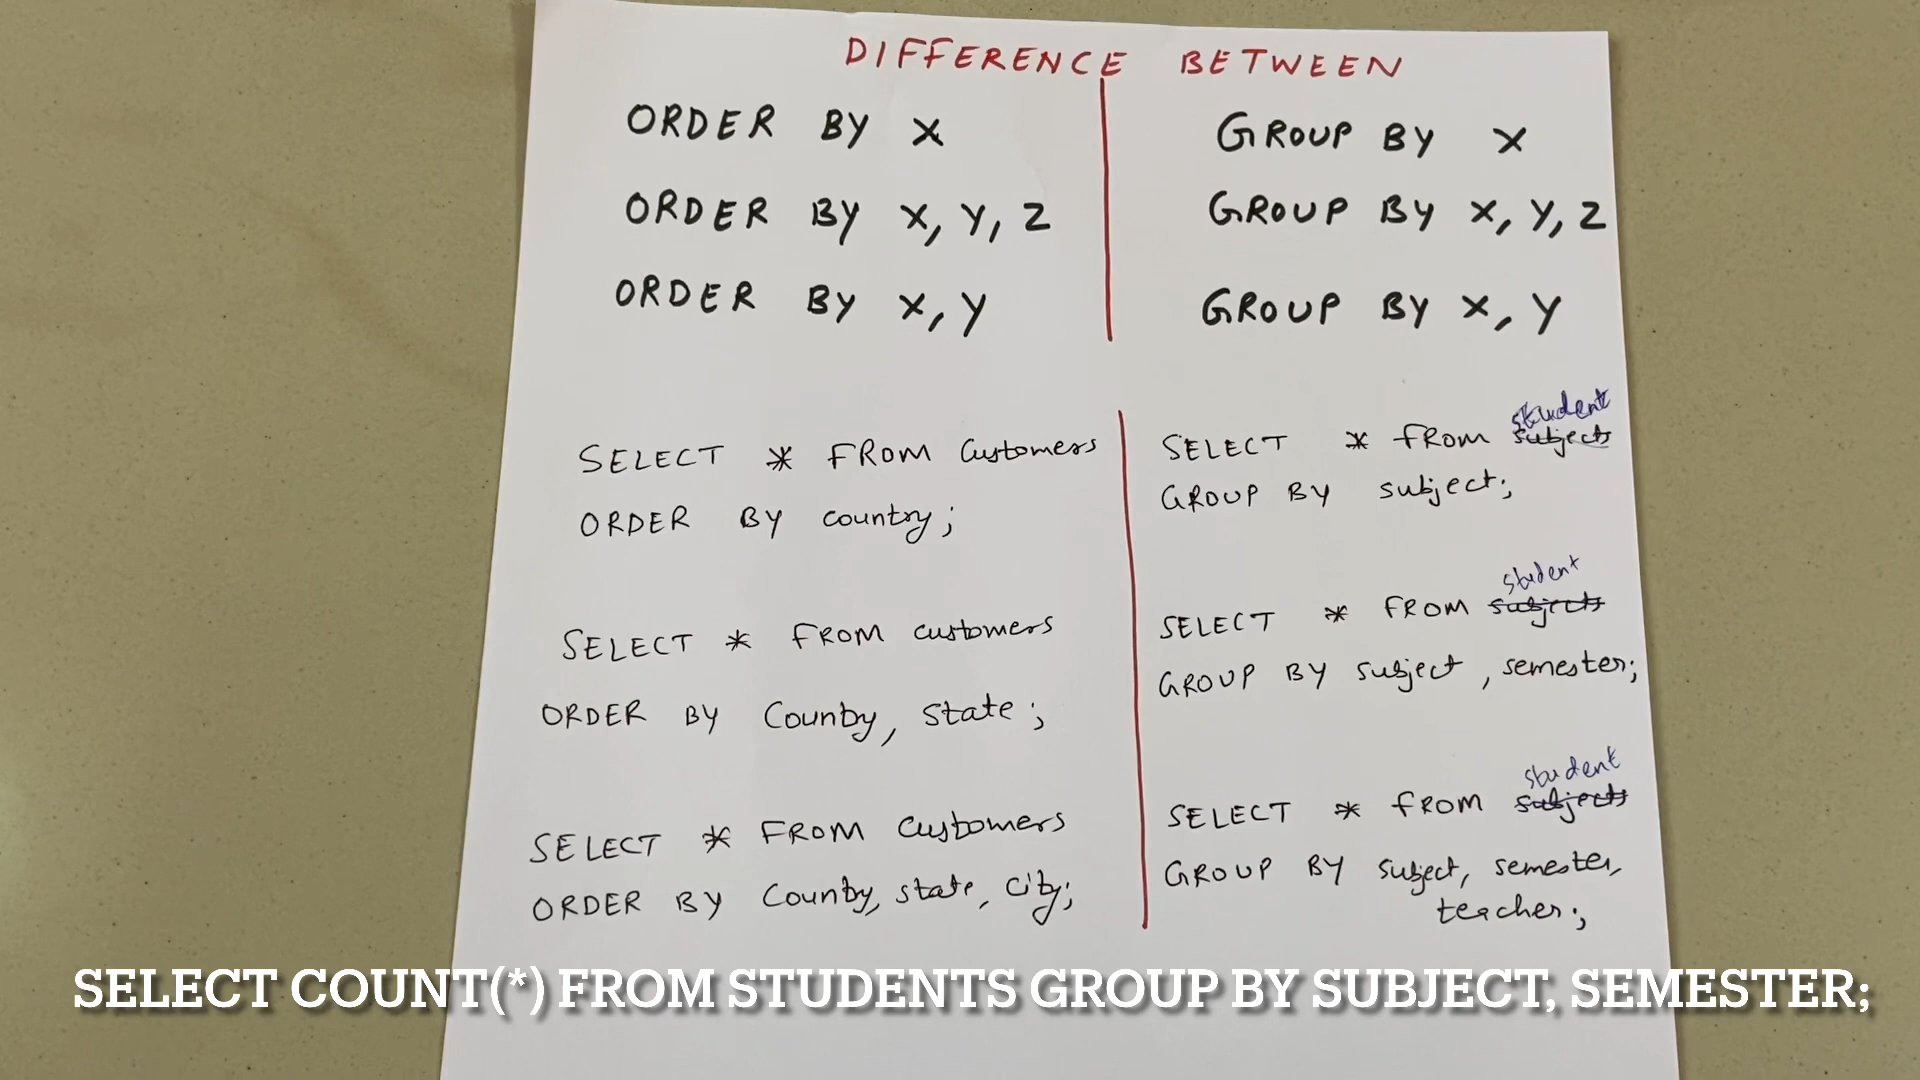 DIFFERENCE BETWEEN
ORDER BY X
ORDER BY X, Y, Z
ORDER BY X, Y
GROUP BY X
GROUP BY X, Y, Z
GROUP BY X, Y
SELECT * FROM Customers
ORDER BY country;
SELECT * FROM customers
ORDER BY Country, state;
SELECT * FROM customers
ORDER BY Country, state, city;
student
SELECT * FROM subjects
GROUP BY subject;
student
SELECT * FROM subjects
GROUP BY subject, semester;
student
SELECT * FROM subjects
GROUP BY subject, semester,
teacher;
SELECT COUNT(*) FROM STUDENTS GROUP BY SUBJECT, SEMESTER;